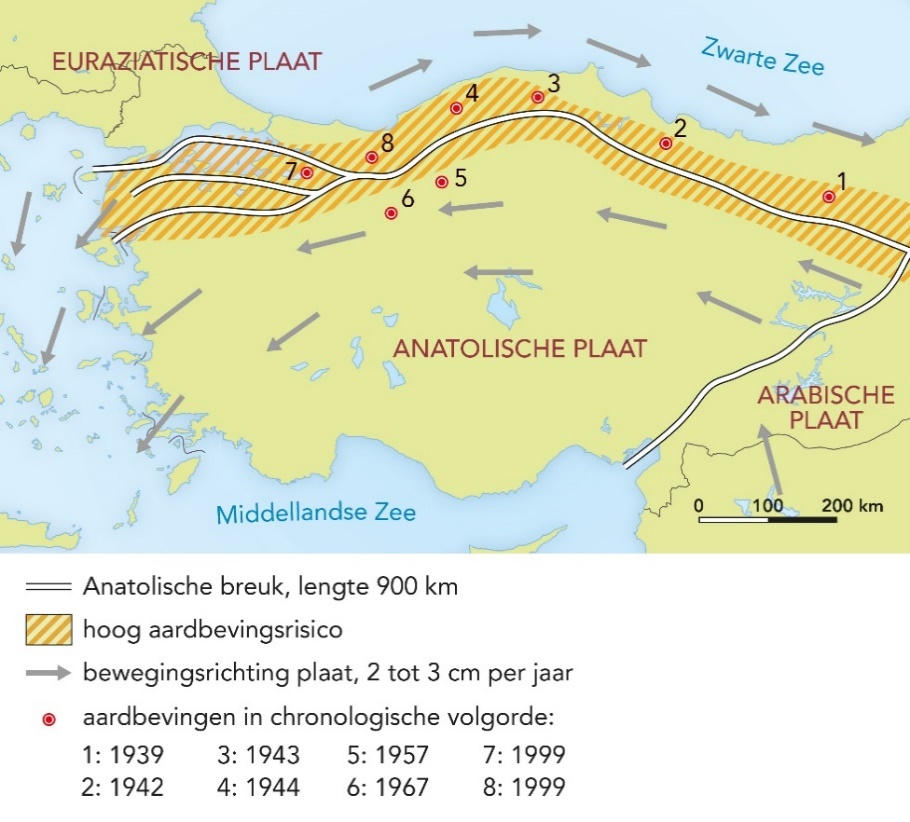 EURAZIATISCHE PLAAT
Zwarte Zee
3
4
2
8
7
5
1
6
ANATOLISCHE PLAAT
ARABISCHE
PLAAT
Middellandse Zee
0 100 200 km
Anatolische breuk, lengte 900 km
hoog aardbevingsrisico
bewegingsrichting plaat, 2 tot 3 cm per jaar
aardbevingen in chronologische volgorde:
1: 1939 3: 1943 5: 1957 7: 1999
2: 1942 4: 1944 6: 1967 8: 1999